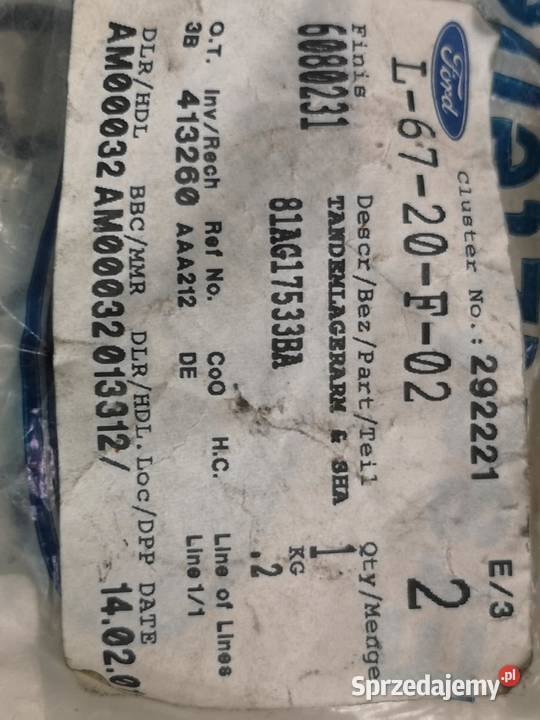 Ford
Cluster No.: 292221 E/3
L-67-20-F-02 2
Finis Descr/Bez/Part/Teil Qty/Menge
6080231 TANDEMLAGERARM & SHA 1
81AG17533BA KG
.2
O.T. Inv/Rech Ref No. CoO H.C. Line of Lines
3B 413260 AAA212 DE Line 1/1
DLR/HDL BBC/MMR DLR/HDL.Loc/DPP DATE
AM00032 AM00032 013312/ 14.02.0
Sprzedajemy.pl